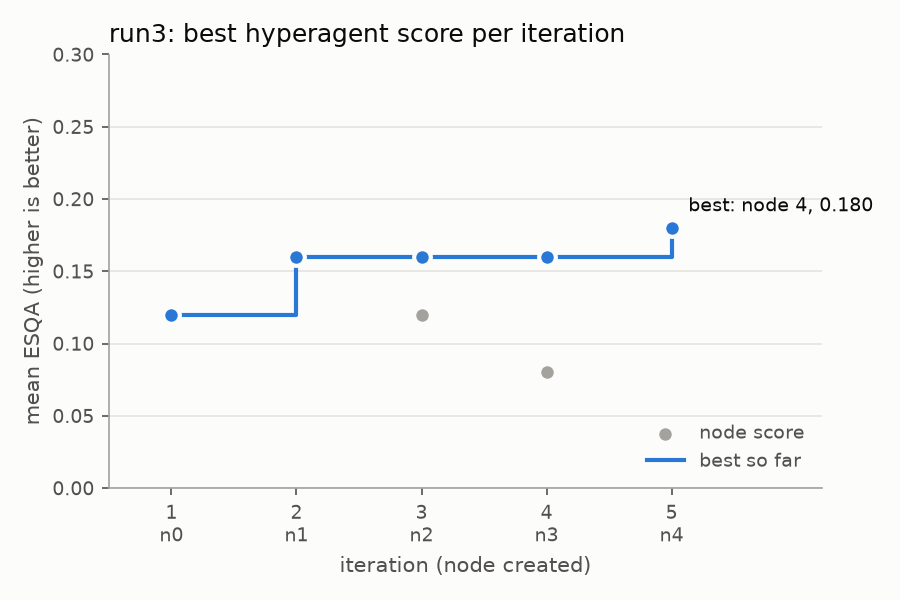 run3: best hyperagent score per iteration
mean ESQA (higher is better)
0.30
0.25
0.20
0.15
0.10
0.05
0.00
best: node 4, 0.180
node score
best so far
1 2 3 4 5
n0 n1 n2 n3 n4
iteration (node created)